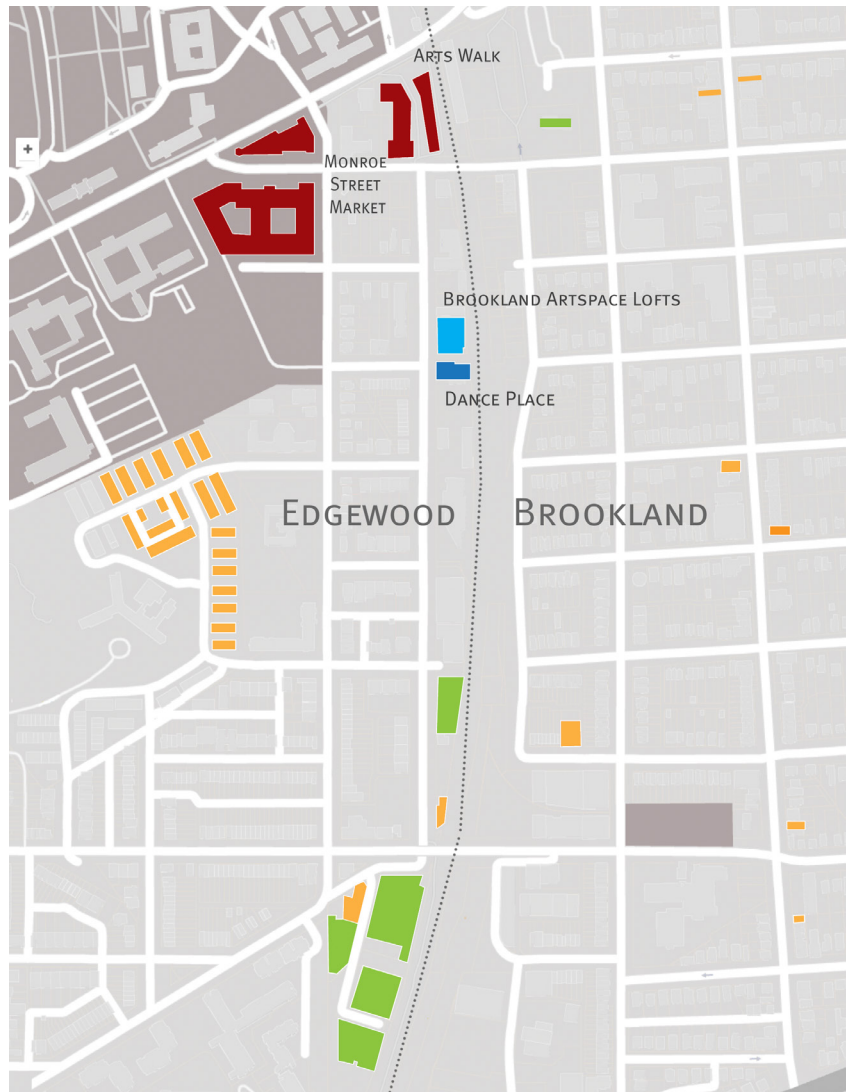 Arts Walk
Monroe
Street
Market
Brookland Artspace Lofts
Dance Place
Edgewood
Brookland
+